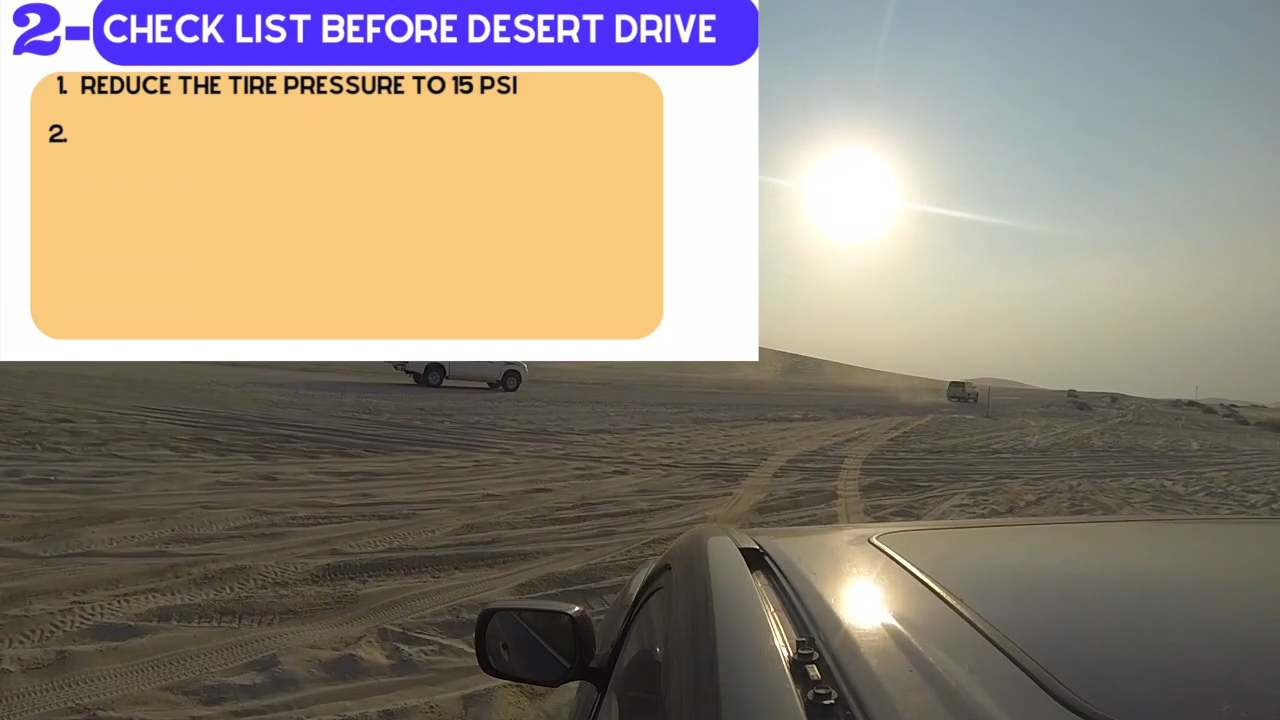 2- CHECK LIST BEFORE DESERT DRIVE
1. REDUCE THE TIRE PRESSURE TO 15 PSI
2.